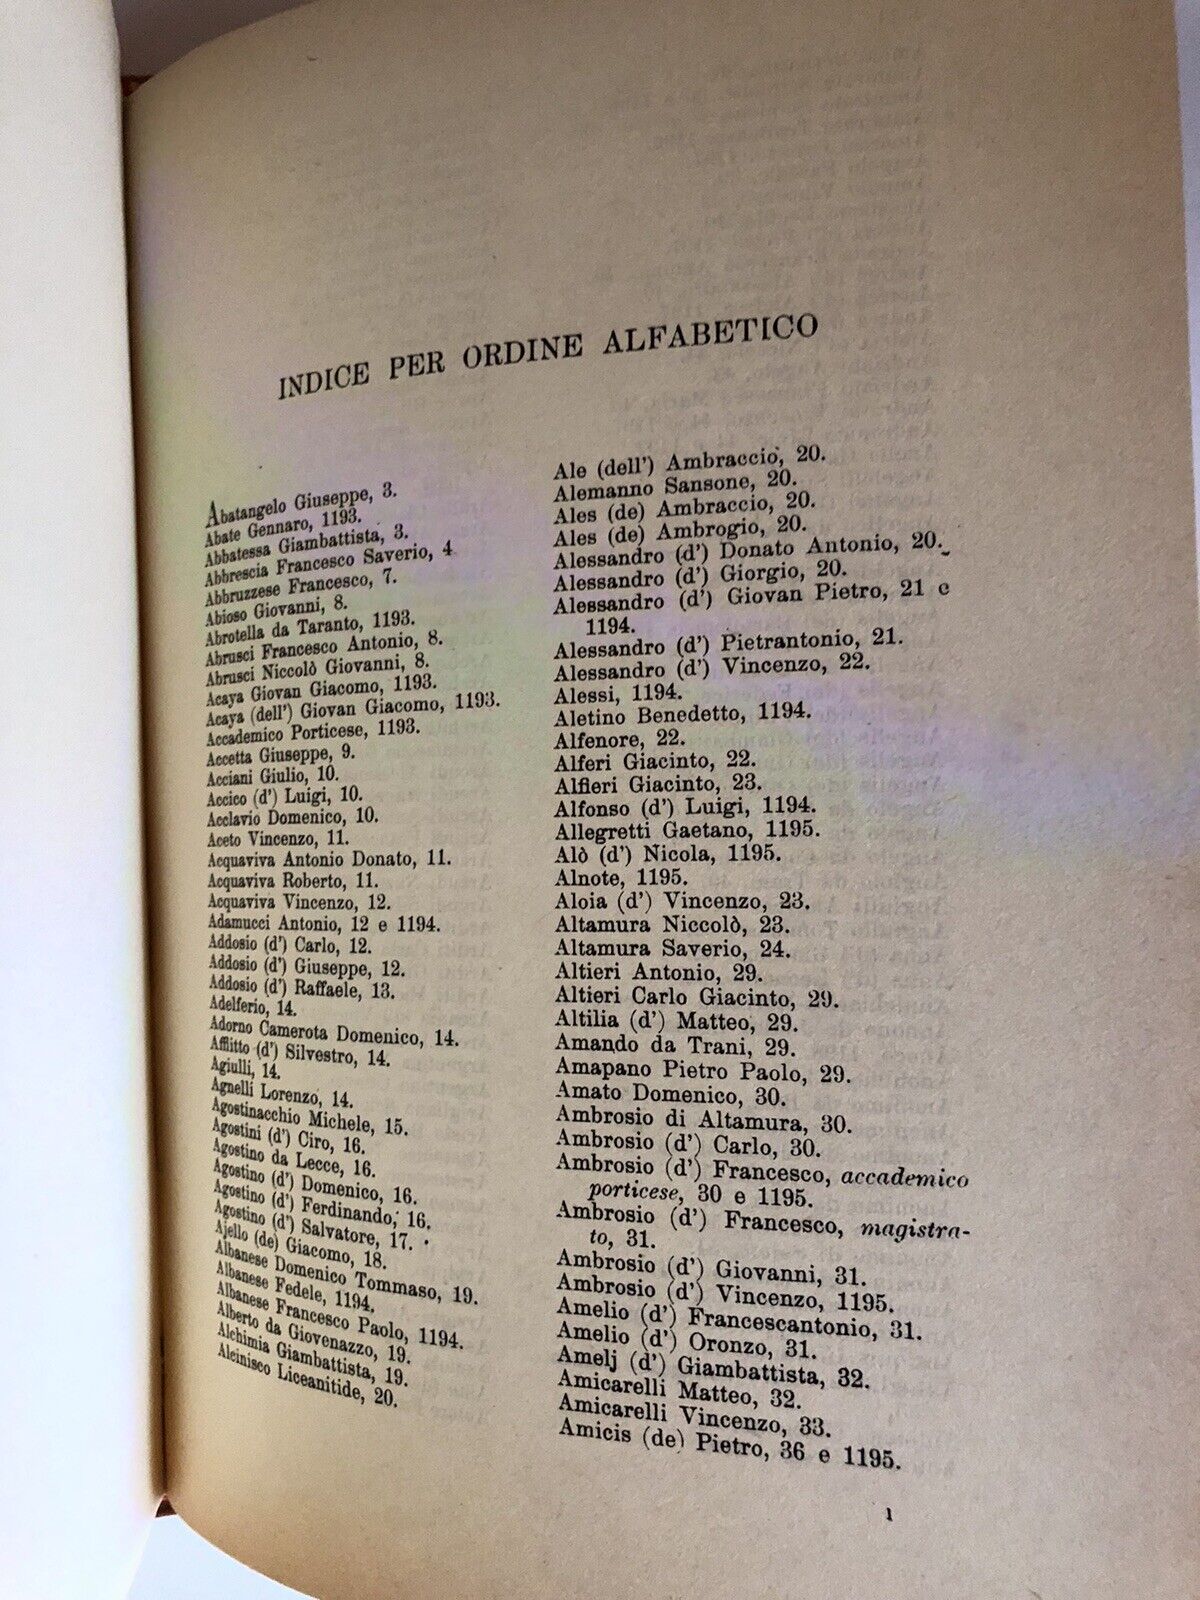 INDICE PER ORDINE ALFABETICO
Abatangelo Giuseppe, 3.
Abate Gennaro, 1193.
Abbatessa Giambattista, 3.
Abbrescia Francesco Saverio, 4
Abbruzzese Francesco, 7.
Abioso Giovanni, 8.
Abrotella da Taranto, 1193.
Abrusci Francesco Antonio, 8.
Abrusci Niccolò Giovanni, 8.
Acaya Giovan Giacomo, 1193.
Acaya (dell') Giovan Giacomo, 1193.
Accademico Porticese, 1193.
Accetta Giuseppe, 9.
Acciani Giulio, 10.
Accico (d') Luigi, 10.
Acclavio Domenico, 10.
Aceto Vincenzo, 11.
Acquaviva Antonio Donato, 11.
Acquaviva Roberto, 11.
Acquaviva Vincenzo, 12.
Adamucci Antonio, 12 e 1194.
Addosio (d') Carlo, 12.
Addosio (d') Giuseppe, 12.
Addosio (d') Raffaele, 13.
Adelferio, 14.
Adorno Camerota Domenico, 14.
Afflitto (d') Silvestro, 14.
Agiulli, 14.
Agnelli Lorenzo, 14.
Agostinacchio Michele, 15.
Agostini (d') Ciro, 16.
Agostino da Lecce, 16.
Agostino (d') Domenico, 16.
Agostino (d') Ferdinando, 16.
Agostino (d') Salvatore, 17.
Ajello (de) Giacomo, 18.
Albanese Domenico Tommaso, 19.
Albanese Fedele, 1194.
Albanese Francesco Paolo, 1194.
Alberto da Giovenazzo, 19.
Alchimia Giambattista, 19.
Alcinisco Liceanitide, 20.
Ale (dell') Ambraccio, 20.
Alemanno Sansone, 20.
Ales (de) Ambraccio, 20.
Ales (de) Ambrogio, 20.
Alessandro (d') Donato Antonio, 20.
Alessandro (d') Giorgio, 20.
Alessandro (d') Giovan Pietro, 21 e
1194.
Alessandro (d') Pietrantonio, 21.
Alessandro (d') Vincenzo, 22.
Alessi, 1194.
Aletino Benedetto, 1194.
Alfenore, 22.
Alferi Giacinto, 22.
Alfieri Giacinto, 23.
Alfonso (d') Luigi, 1194.
Allegretti Gaetano, 1195.
Alò (d') Nicola, 1195.
Alnote, 1195.
Aloia (d') Vincenzo, 23.
Altamura Niccolò, 23.
Altamura Saverio, 24.
Altieri Antonio, 29.
Altieri Carlo Giacinto, 29.
Altilia (d') Matteo, 29.
Amando da Trani, 29.
Amapano Pietro Paolo, 29.
Amato Domenico, 30.
Ambrosio di Altamura, 30.
Ambrosio (d') Carlo, 30.
Ambrosio (d') Francesco, accademico
porticese, 30 e 1195.
Ambrosio (d') Francesco, magistra-
to, 31.
Ambrosio (d') Giovanni, 31.
Ambrosio (d') Vincenzo, 1195.
Amelio (d') Francescantonio, 31.
Amelio (d') Oronzo, 31.
Amelj (d') Giambattista, 32.
Amicarelli Matteo, 32.
Amicarelli Vincenzo, 33.
Amicis (de) Pietro, 36 e 1195.
1